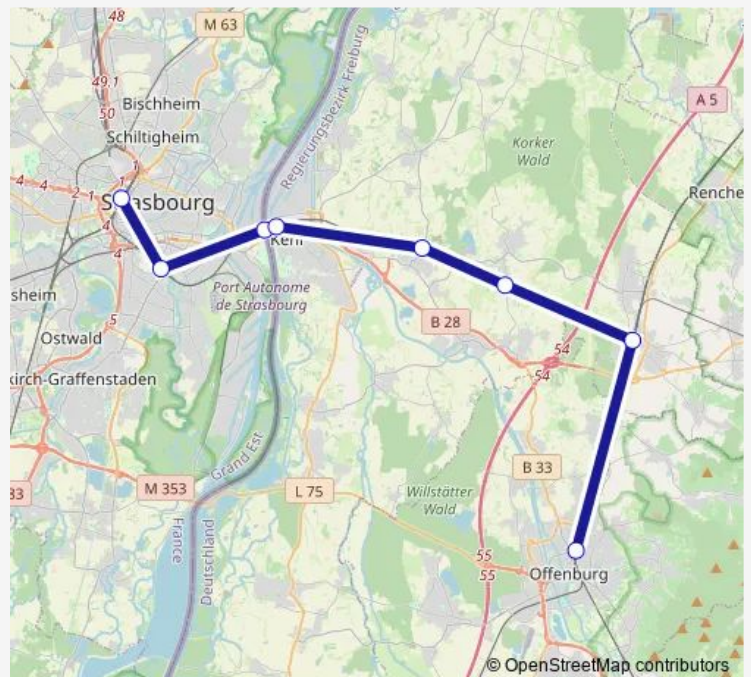 48
M 63
49.1
50
Bischheim
Schiltigheim
Regierungsbezirk Freiburg
A 5
Korker
Wald
1
4
4
2
1
1
Strasbourg
Renche
4
4
4
Kehl
sheim
Port Autonome
de Strasbourg
5
Ostwald
B 28
54
54
kirch-Graffenstaden
Grand Est
B 33
33
M 353
L 75
Willstätter
Wald
France
Deutschland
55
55
Offenburg
© OpenStreetMap contributors